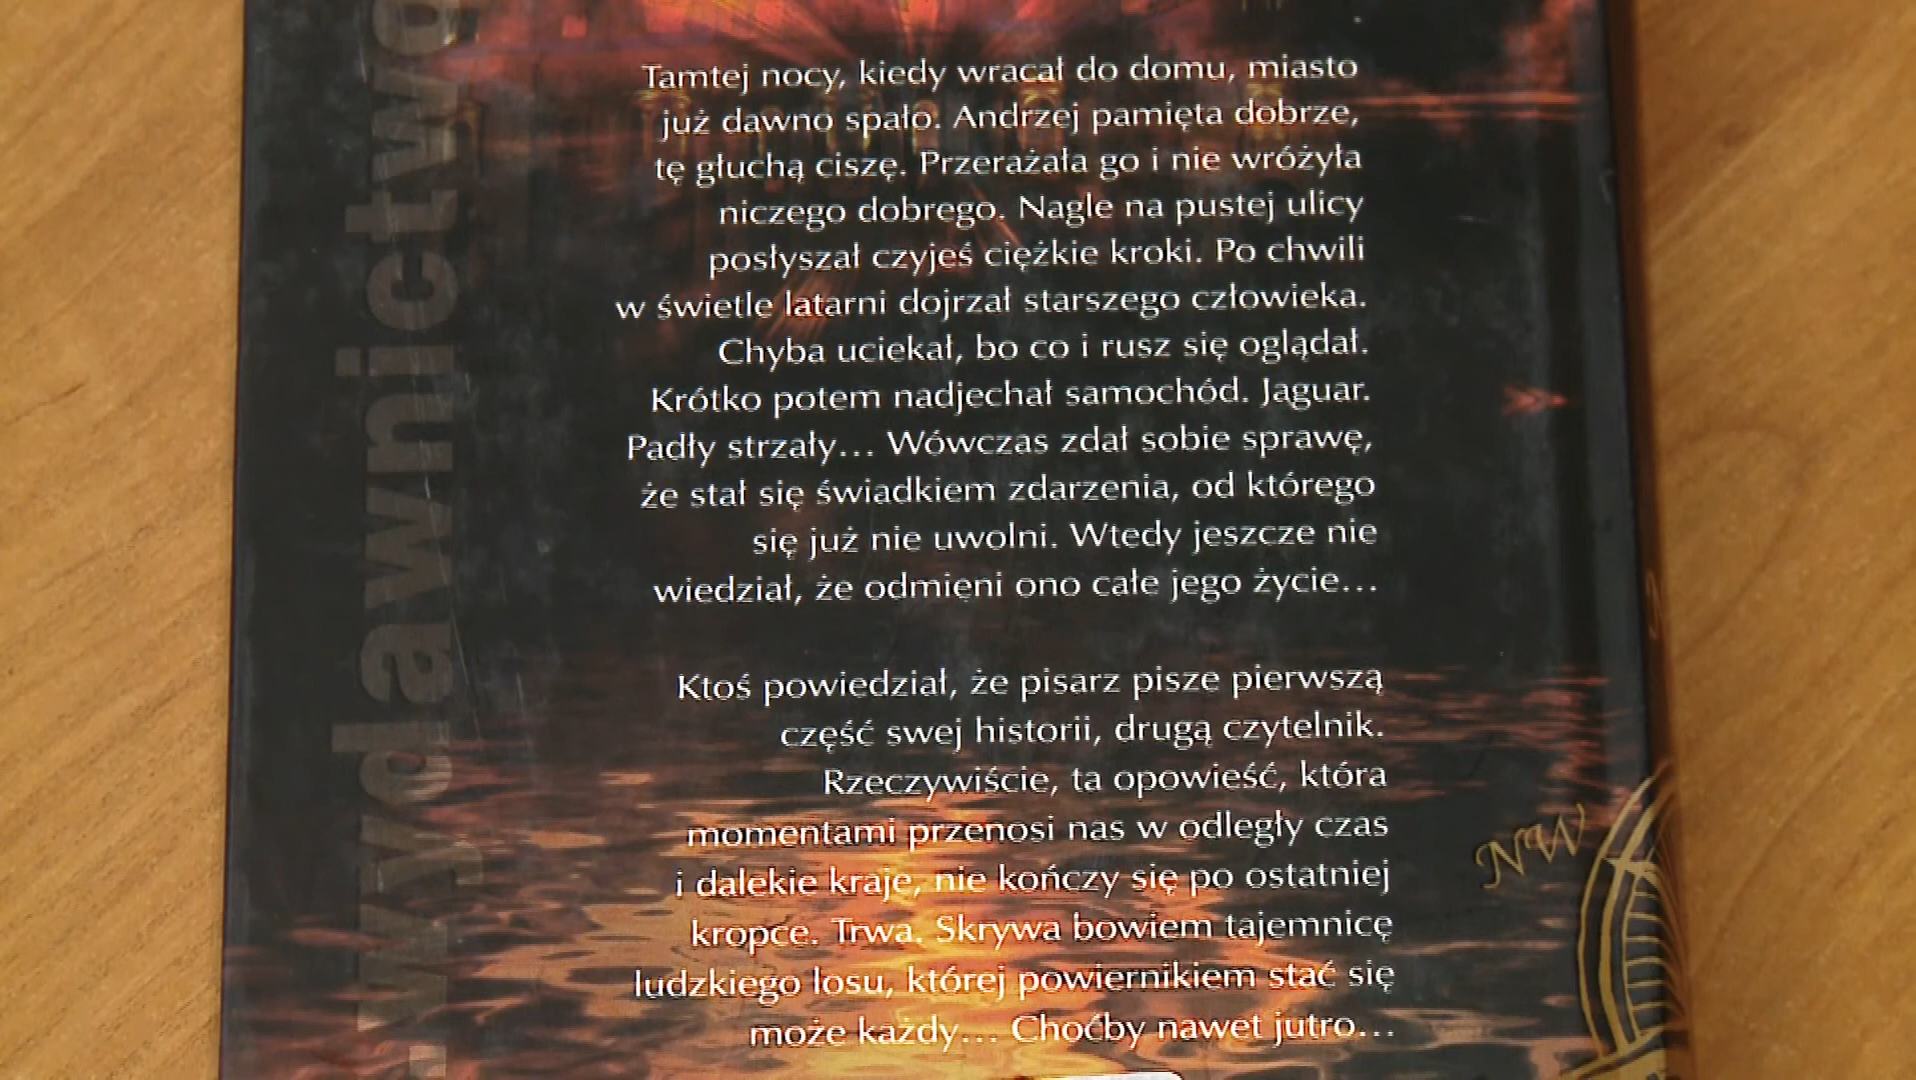 Tamtej nocy, kiedy wracał do domu, miasto
już dawno spało. Andrzej pamięta dobrze,
tę głuchą ciszę. Przerażała go i nie wróżyła
niczego dobrego. Nagle na pustej ulicy
posłyszał czyjeś ciężkie kroki. Po chwili
w świetle latarni dojrzał starszego człowieka.
Chyba uciekał, bo co i rusz się oglądał.
Krótko potem nadjechał samochód. Jaguar.
Padły strzały... Wówczas zdał sobie sprawę,
że stał się świadkiem zdarzenia, od którego
się już nie uwolni. Wtedy jeszcze nie
wiedział, że odmieni ono całe jego życie...
Ktoś powiedział, że pisarz pisze pierwszą
część swej historii, drugą czytelnik.
Rzeczywiście, ta opowieść, która
momentami przenosi nas w odległy czas
i dalekie kraje, nie kończy się po ostatniej
kropce. Trwa. Skrywa bowiem tajemnicę
ludzkiego losu, której powiernikiem stać się
może każdy... Choćby nawet jutro...
.wydawnictwo
NW